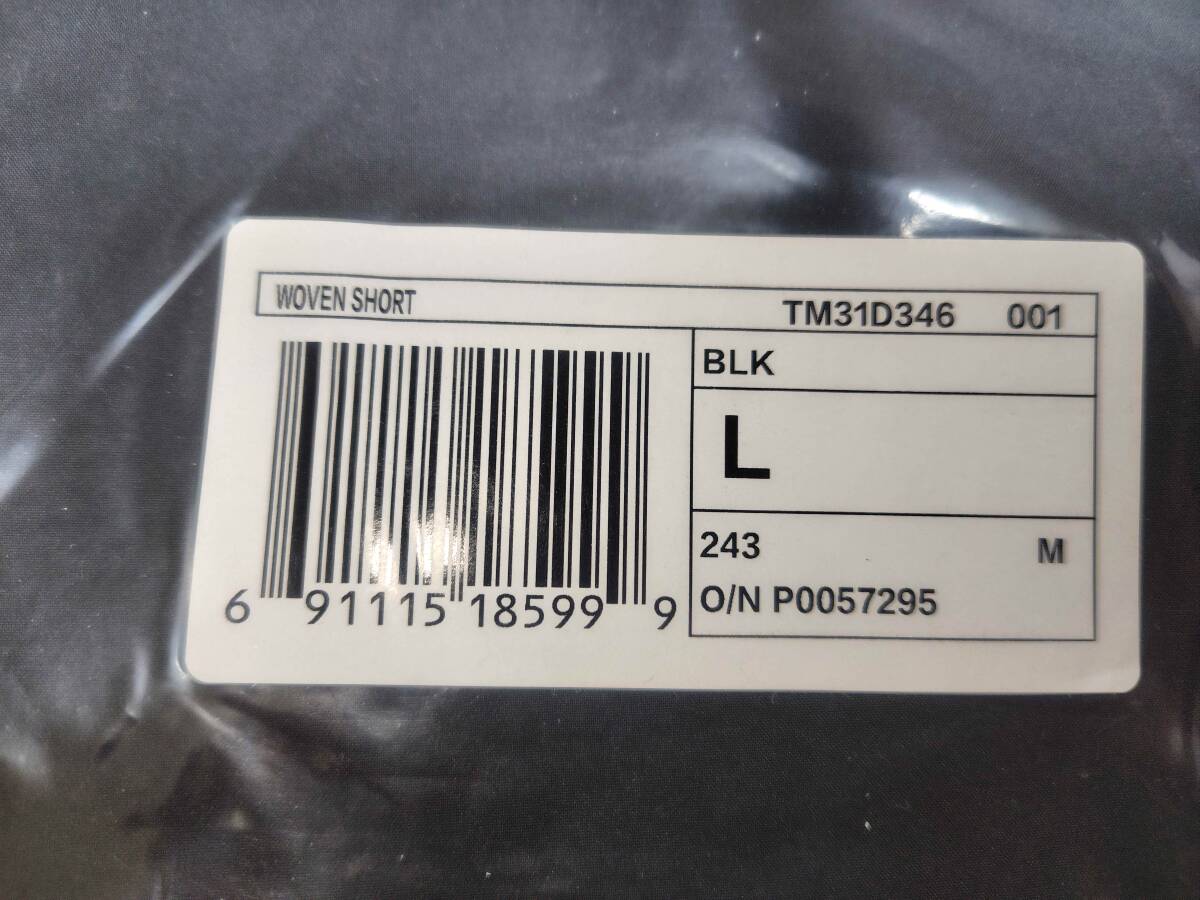 WOVEN SHORT TM31D346 001
BLK
L
243 M
O/N P0057295
6 91115 18599 9